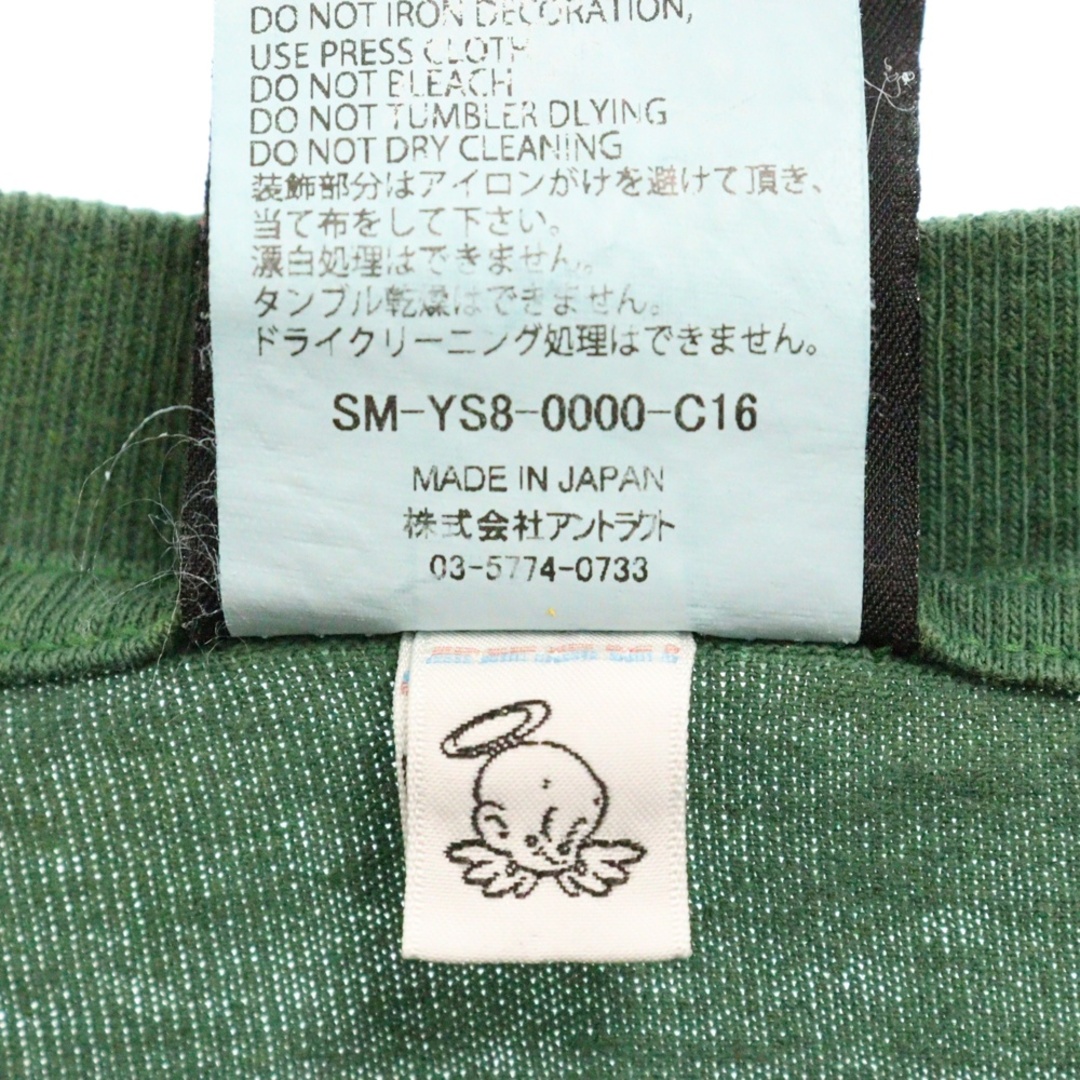 DO NOT IRON DECORATION,
USE PRESS CLOTH
DO NOT BLEACH
DO NOT TUMBLER DLYING
DO NOT DRY CLEANING
装飾部分はアイロンがけを避けて頂き、
当て布をして下さい。
漂白処理はできません。
タンブル乾燥はできません。
ドライクリーニング処理はできません。
SM-YS8-0000-C16
MADE IN JAPAN
株式会社アントラクト
03-5774-0733